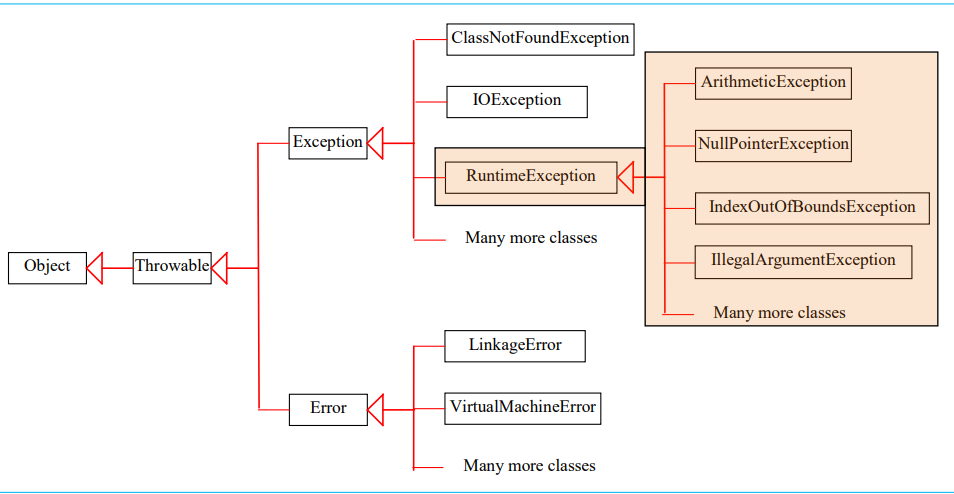 ClassNotFoundException
ArithmeticException
IOException
Exception
NullPointerException
RuntimeException
IndexOutOfBoundsException
Many more classes
Object
Throwable
IllegalArgumentException
Many more classes
LinkageError
Error
VirtualMachineError
Many more classes